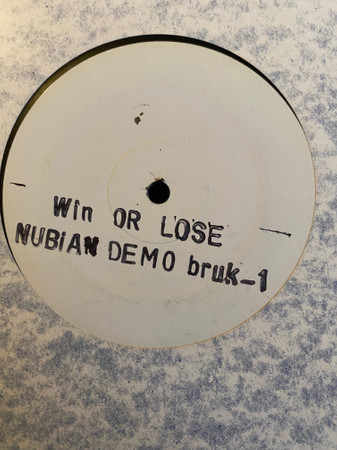 Win OR LOSE
NUBiAN DEMO bruk-1